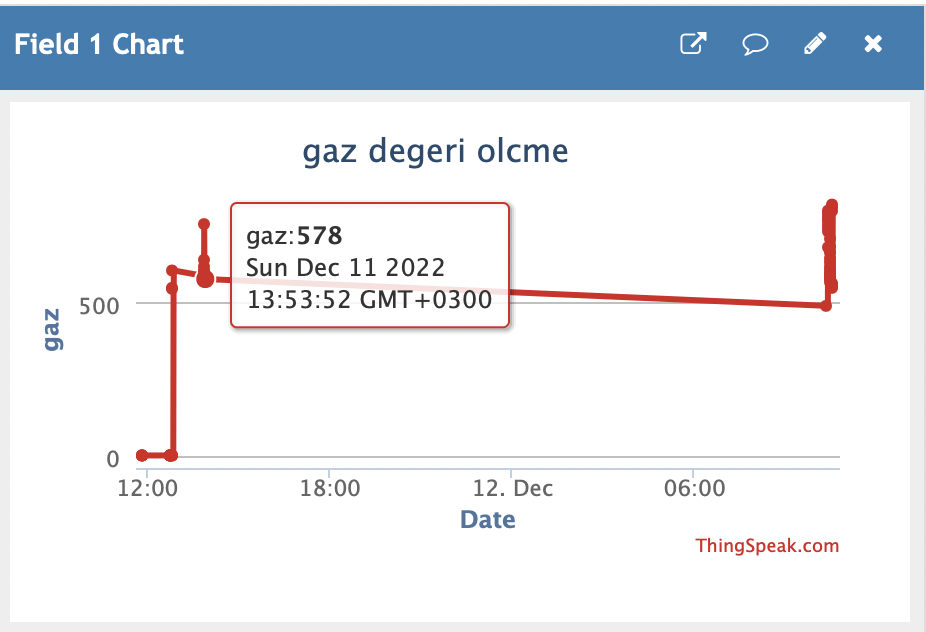 Field 1 Chart
gaz degeri olcme
gaz:578
Sun Dec 11 2022
13:53:52 GMT+0300
500
gaz
0
12:00 18:00 12. Dec 06:00
Date
ThingSpeak.com